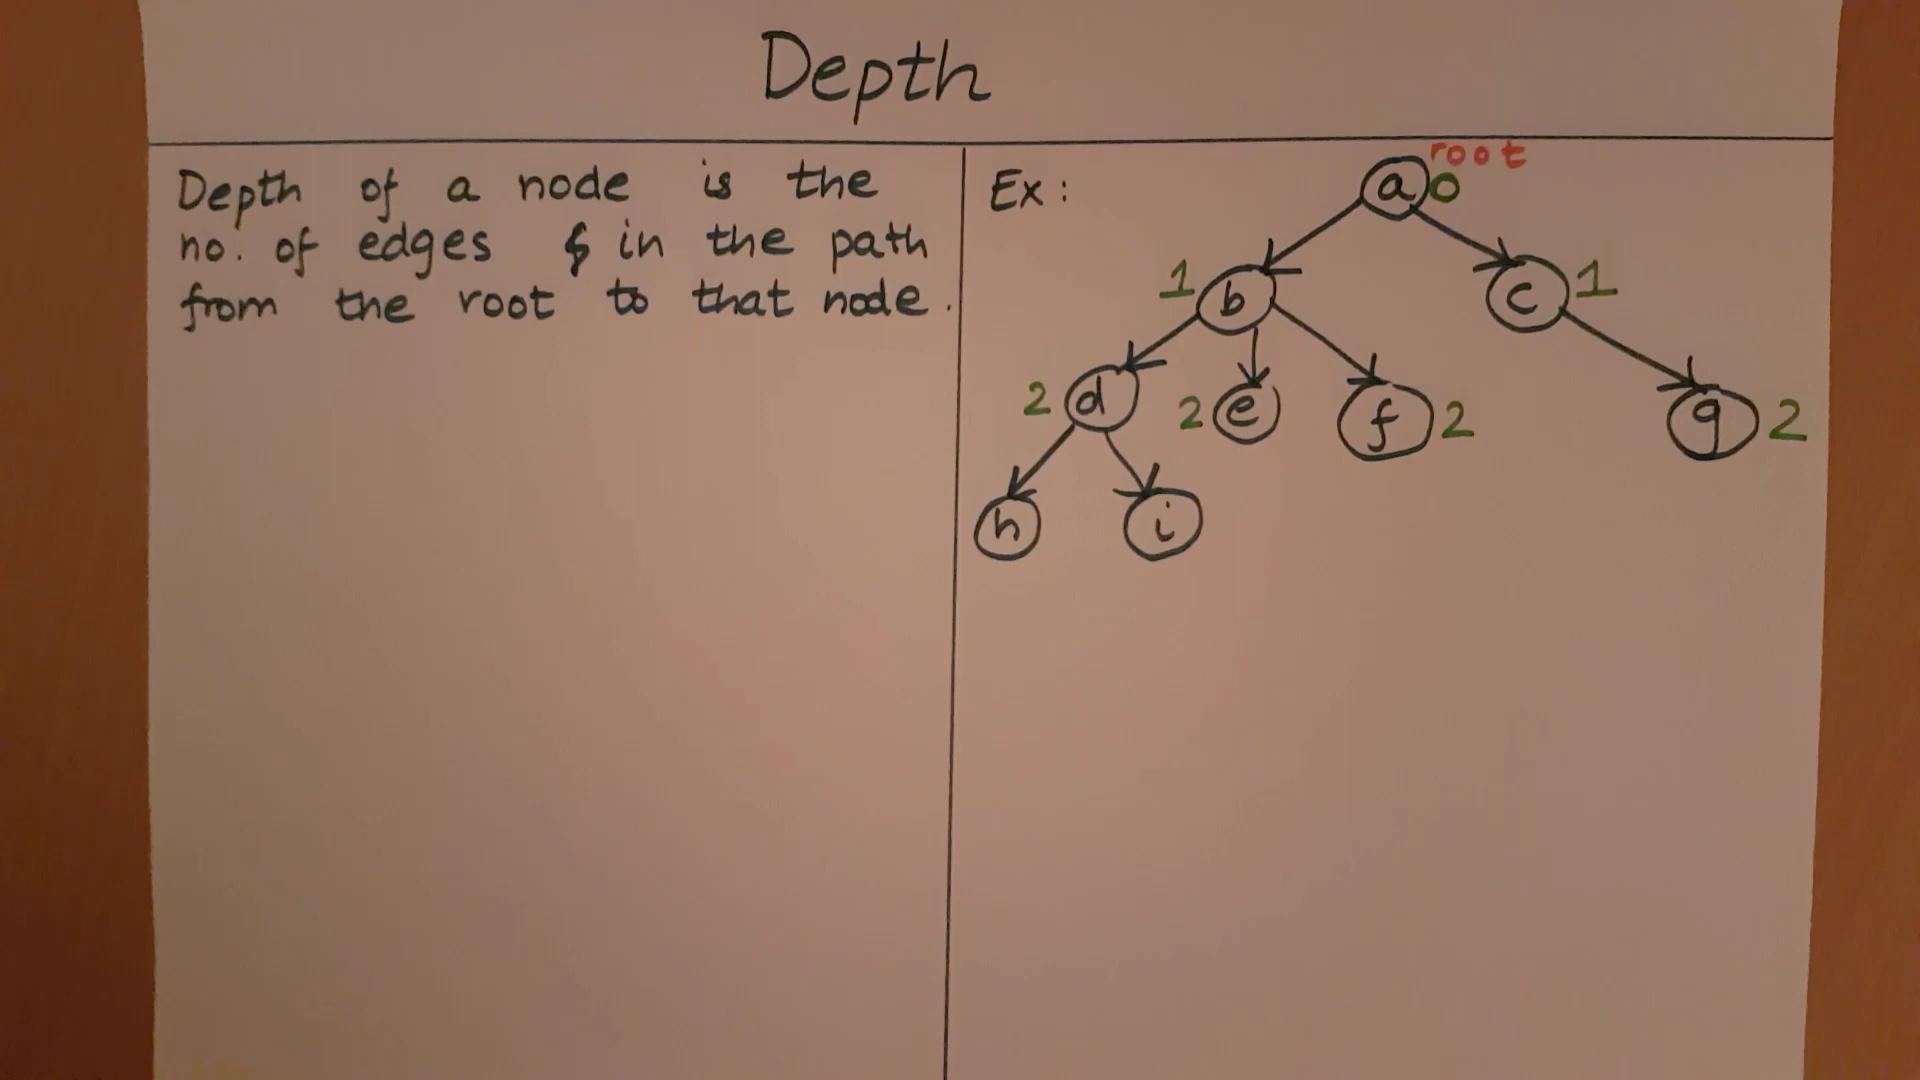 Depth
Depth of a node is the
no. of edges in the path
from the root to that node.
Ex:
root
a 0
1 b
c 1
2 d
2 e
f 2
g 2
h
i